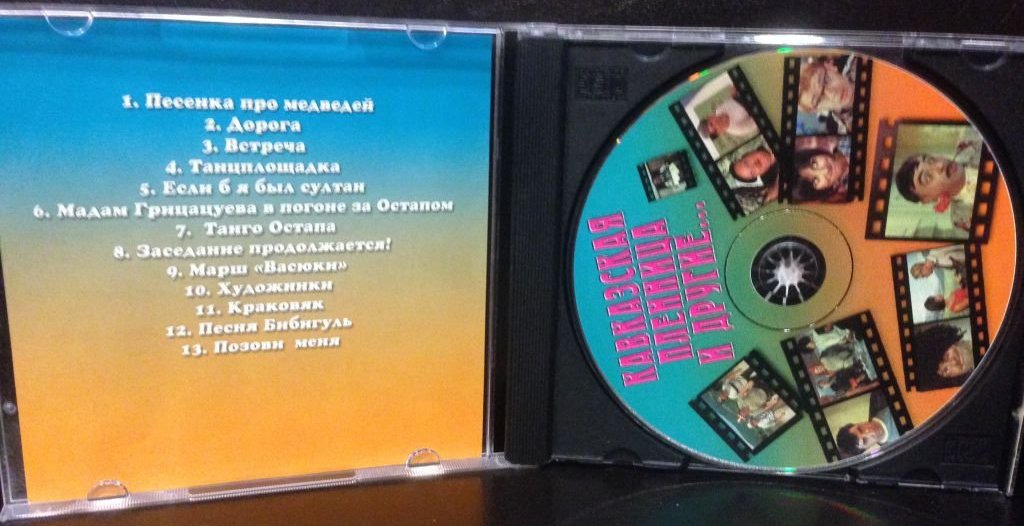 1. Песенка про медведей
2. Дорога
3. Встреча
4. Танцплощадка
5. Если б я был султан
6. Мадам Грицацуева в погоне за Остапом
7. Танго Остапа
8. Заседание продолжается!
9. Марш «Васюки»
10. Художники
11. Краковяк
12. Песня Бибигуль
13. Позови меня
КАВКАЗСКАЯ
ПЛЕННИЦА
И ДРУГИЕ...